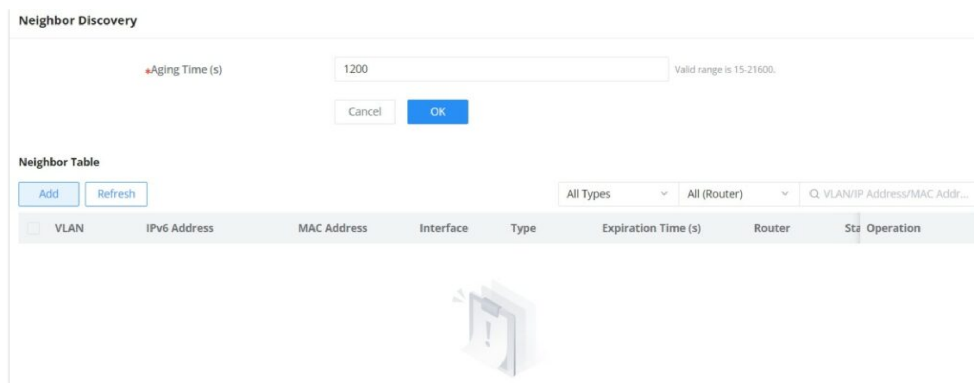 Neighbor Discovery
*Aging Time (s) 1200 Valid range is 15-21600.
Cancel OK
Neighbor Table
Add Refresh All Types All (Router) VLAN/IP Address/MAC Addr...
VLAN IPv6 Address MAC Address Interface Type Expiration Time (s) Router Sta Operation